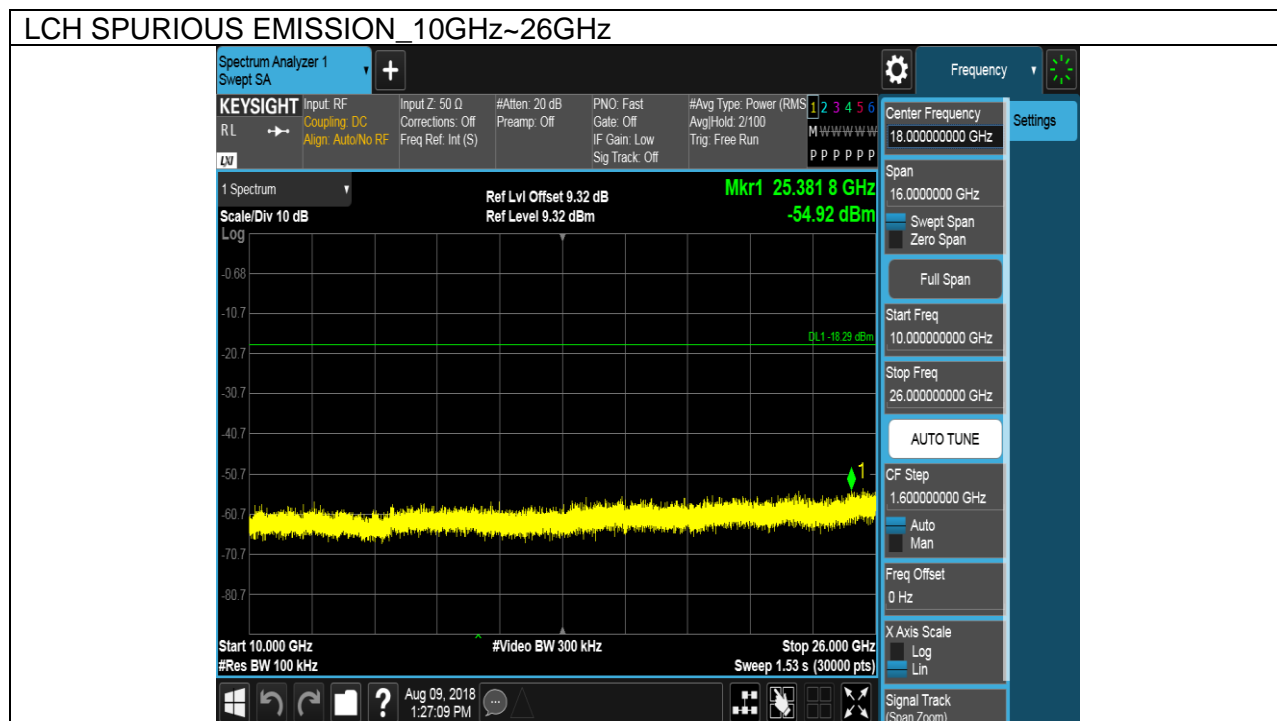 LCH SPURIOUS EMISSION_10GHz~26GHz
Spectrum Analyzer 1
Swept SA
Frequency
KEYSIGHT
RL
LXI
Input: RF
Coupling: DC
Align: Auto/No RF
Input Z: 50 Ω
Corrections: Off
Freq Ref: Int (S)
#Atten: 20 dB
Preamp: Off
PNO: Fast
Gate: Off
IF Gain: Low
Sig Track: Off
#Avg Type: Power (RMS
Avg|Hold: 2/100
Trig: Free Run
1 2 3 4 5 6
M W W W W W
P P P P P P
1 Spectrum
Scale/Div 10 dB
Ref Lvl Offset 9.32 dB
Ref Level 9.32 dBm
Mkr1 25.381 8 GHz
-54.92 dBm
Log
-0.68
-10.7
DL1 -18.29 dBm
-20.7
-30.7
-40.7
-50.7
1
-60.7
-70.7
-80.7
Start 10.000 GHz
#Res BW 100 kHz
#Video BW 300 kHz
Stop 26.000 GHz
Sweep 1.53 s (30000 pts)
?
Aug 09, 2018
1:27:09 PM
Center Frequency
18.000000000 GHz
Settings
Span
16.0000000 GHz
Swept Span
Zero Span
Full Span
Start Freq
10.000000000 GHz
Stop Freq
26.000000000 GHz
AUTO TUNE
CF Step
1.600000000 GHz
Auto
Man
Freq Offset
0 Hz
X Axis Scale
Log
Lin
Signal Track
(Span Zoom)